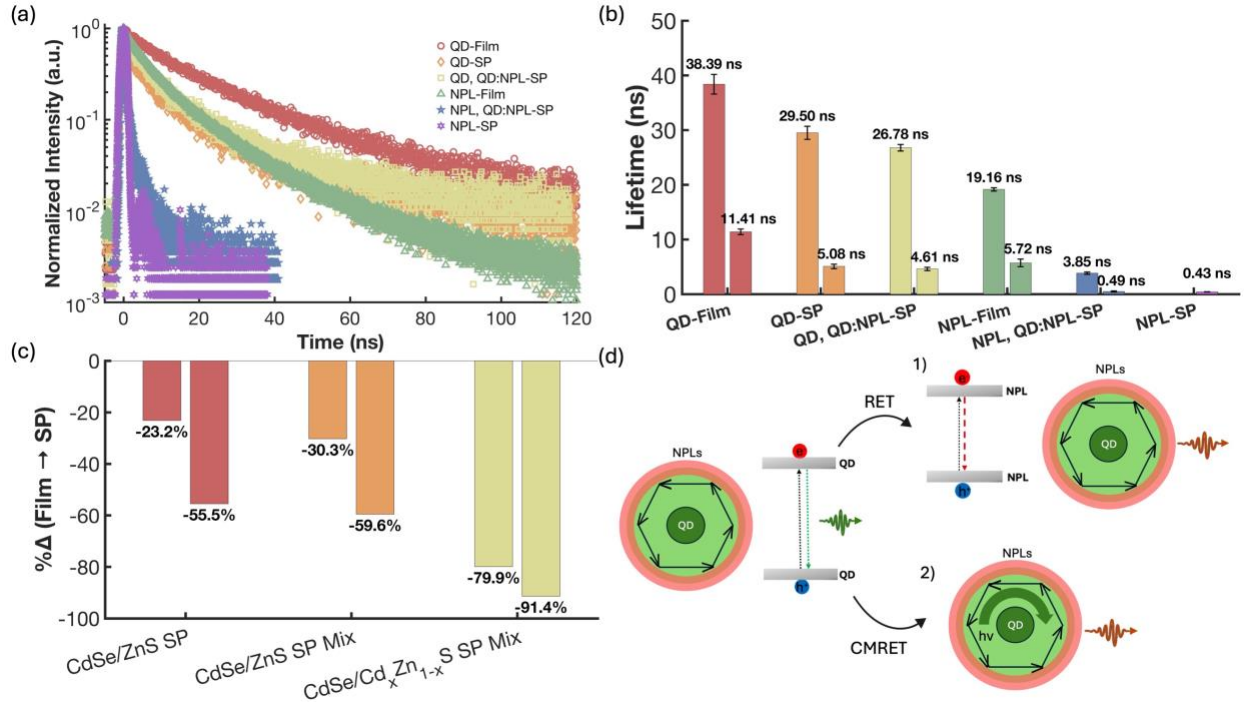 (a)
10⁰
10⁻¹
10⁻²
10⁻³
Normalized Intensity (a.u.)
QD-Film
QD-SP
QD, QD:NPL-SP
NPL-Film
NPL, QD:NPL-SP
NPL-SP
0 20 40 60 80 100 120
Time (ns)
(b)
50
40
30
20
10
0
Lifetime (ns)
38.39 ns
11.41 ns
29.50 ns
5.08 ns
26.78 ns
4.61 ns
19.16 ns
5.72 ns
3.85 ns
0.49 ns
0.43 ns
QD-Film
QD-SP
QD, QD:NPL-SP
NPL-Film
NPL, QD:NPL-SP
NPL-SP
(c)
0
-20
-40
-60
-80
-100
%Δ (Film → SP)
-23.2%
-55.5%
-30.3%
-59.6%
-79.9%
-91.4%
CdSe/ZnS SP
CdSe/ZnS SP Mix
CdSe/CdₓZn₁₋ₓS SP Mix
(d)
NPLs
QD
e⁻
QD
QD
h⁺
RET
CMRET
1)
e⁻
NPL
NPL
h⁺
NPLs
QD
2)
NPLs
QD
hv